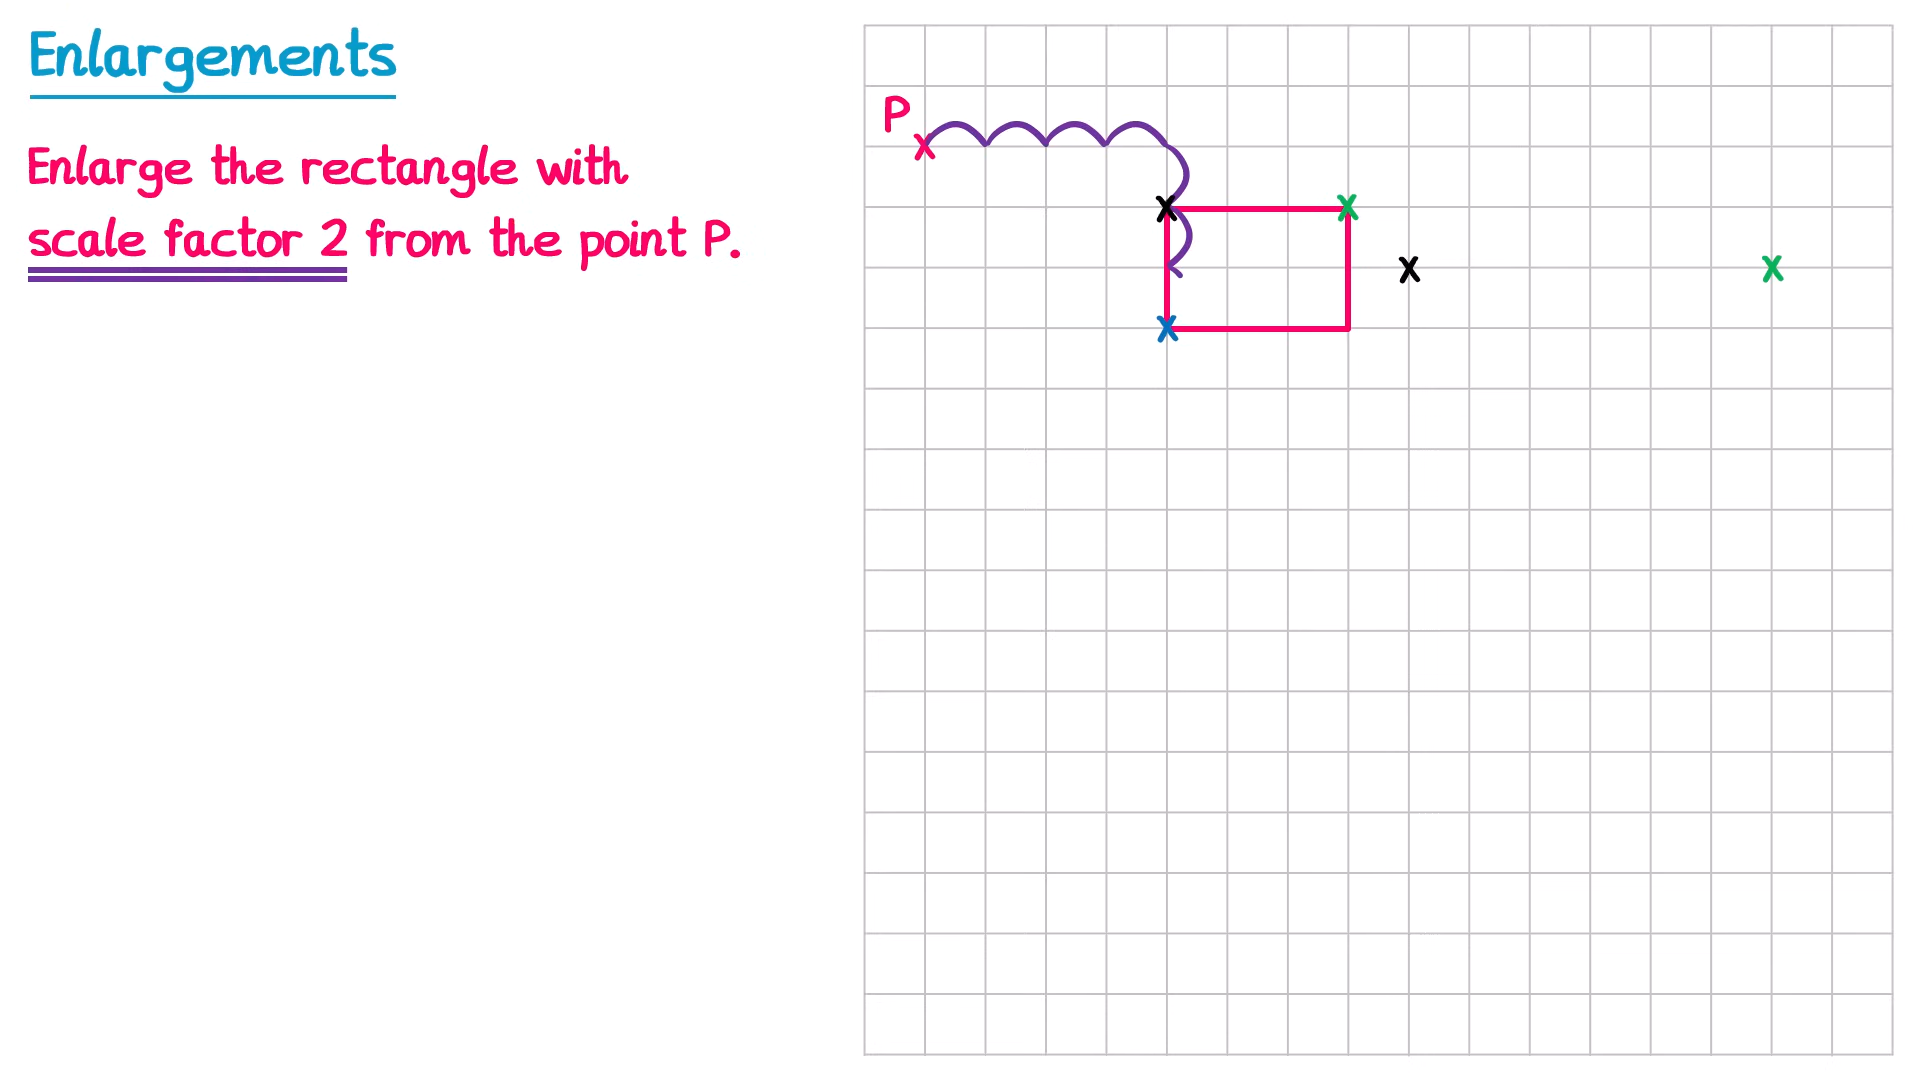 Enlargements
P
Enlarge the rectangle with
scale factor 2 from the point P.